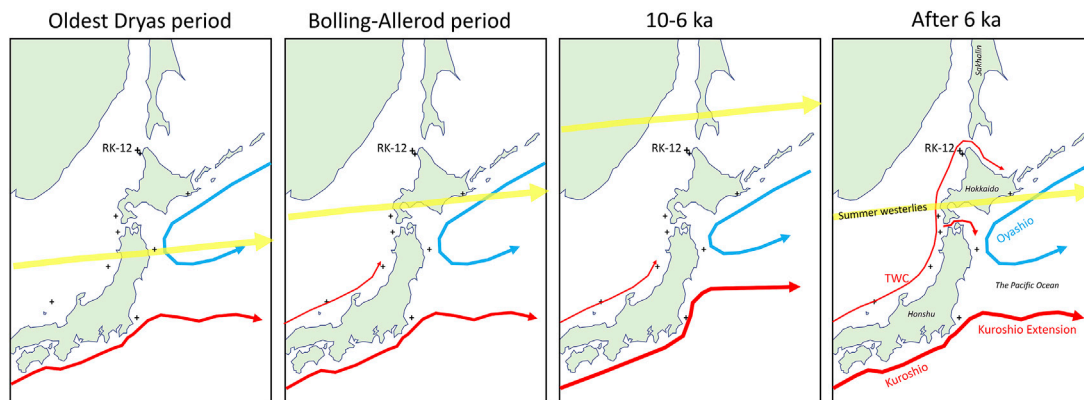 Oldest Dryas period
Bolling-Allerod period
10-6 ka
After 6 ka
RK-12
RK-12
RK-12
Sakhalin
RK-12
Hokkaido
Summer westerlies
Oyashio
TWC
The Pacific Ocean
Honshu
Kuroshio Extension
Kuroshio